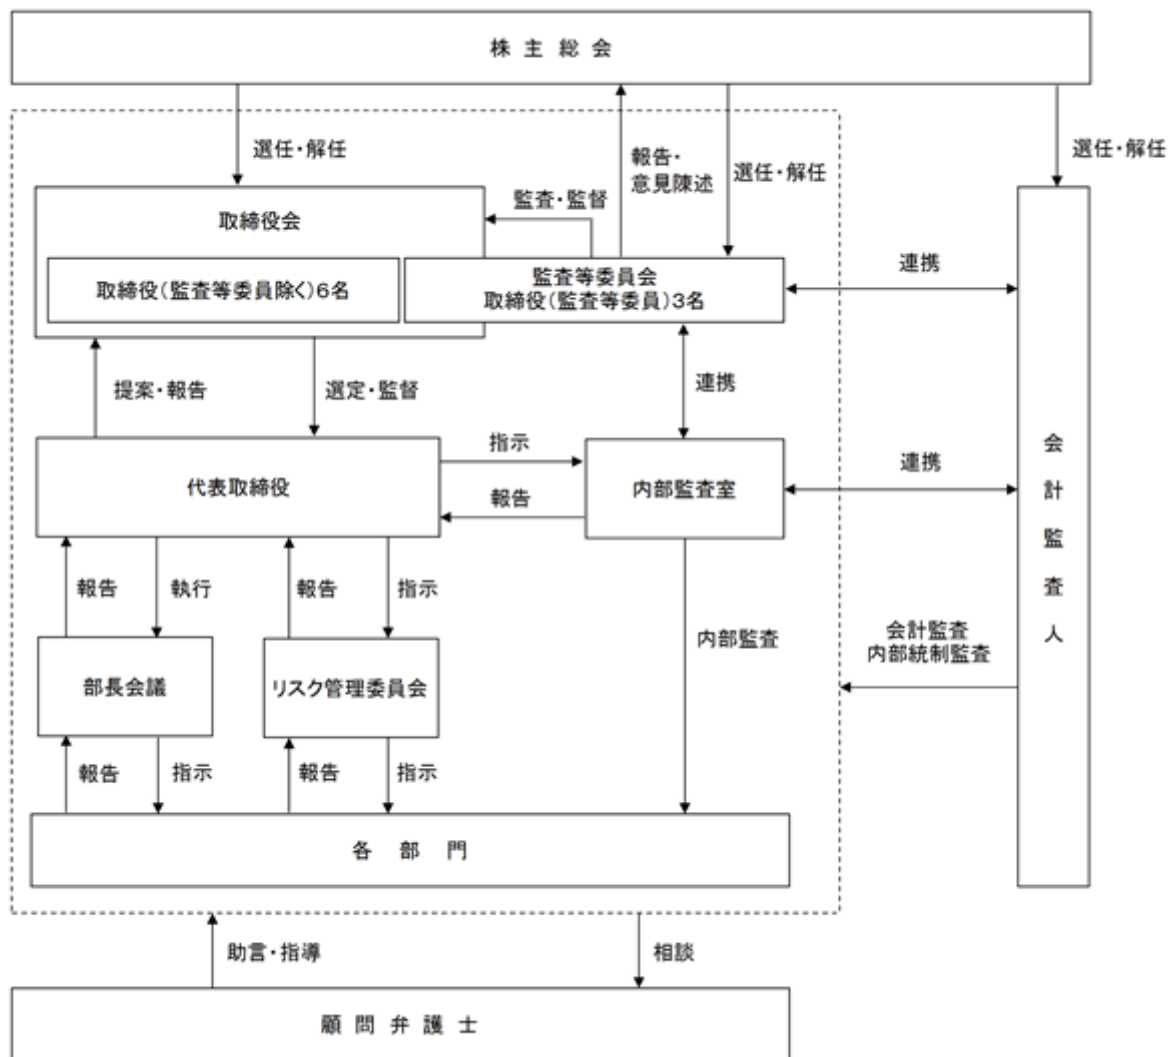 株主総会
選任・解任
報告・
意見陳述
選任・解任
選任・解任
取締役会
監査・監督
取締役(監査等委員除く)6名
監査等委員会
取締役(監査等委員)3名
連携
提案・報告
選定・監督
連携
代表取締役
指示
報告
内部監査室
連携
会計監査人
報告
執行
報告
指示
内部監査
会計監査
内部統制監査
部長会議
リスク管理委員会
報告
指示
報告
指示
各部門
助言・指導
相談
顧問弁護士